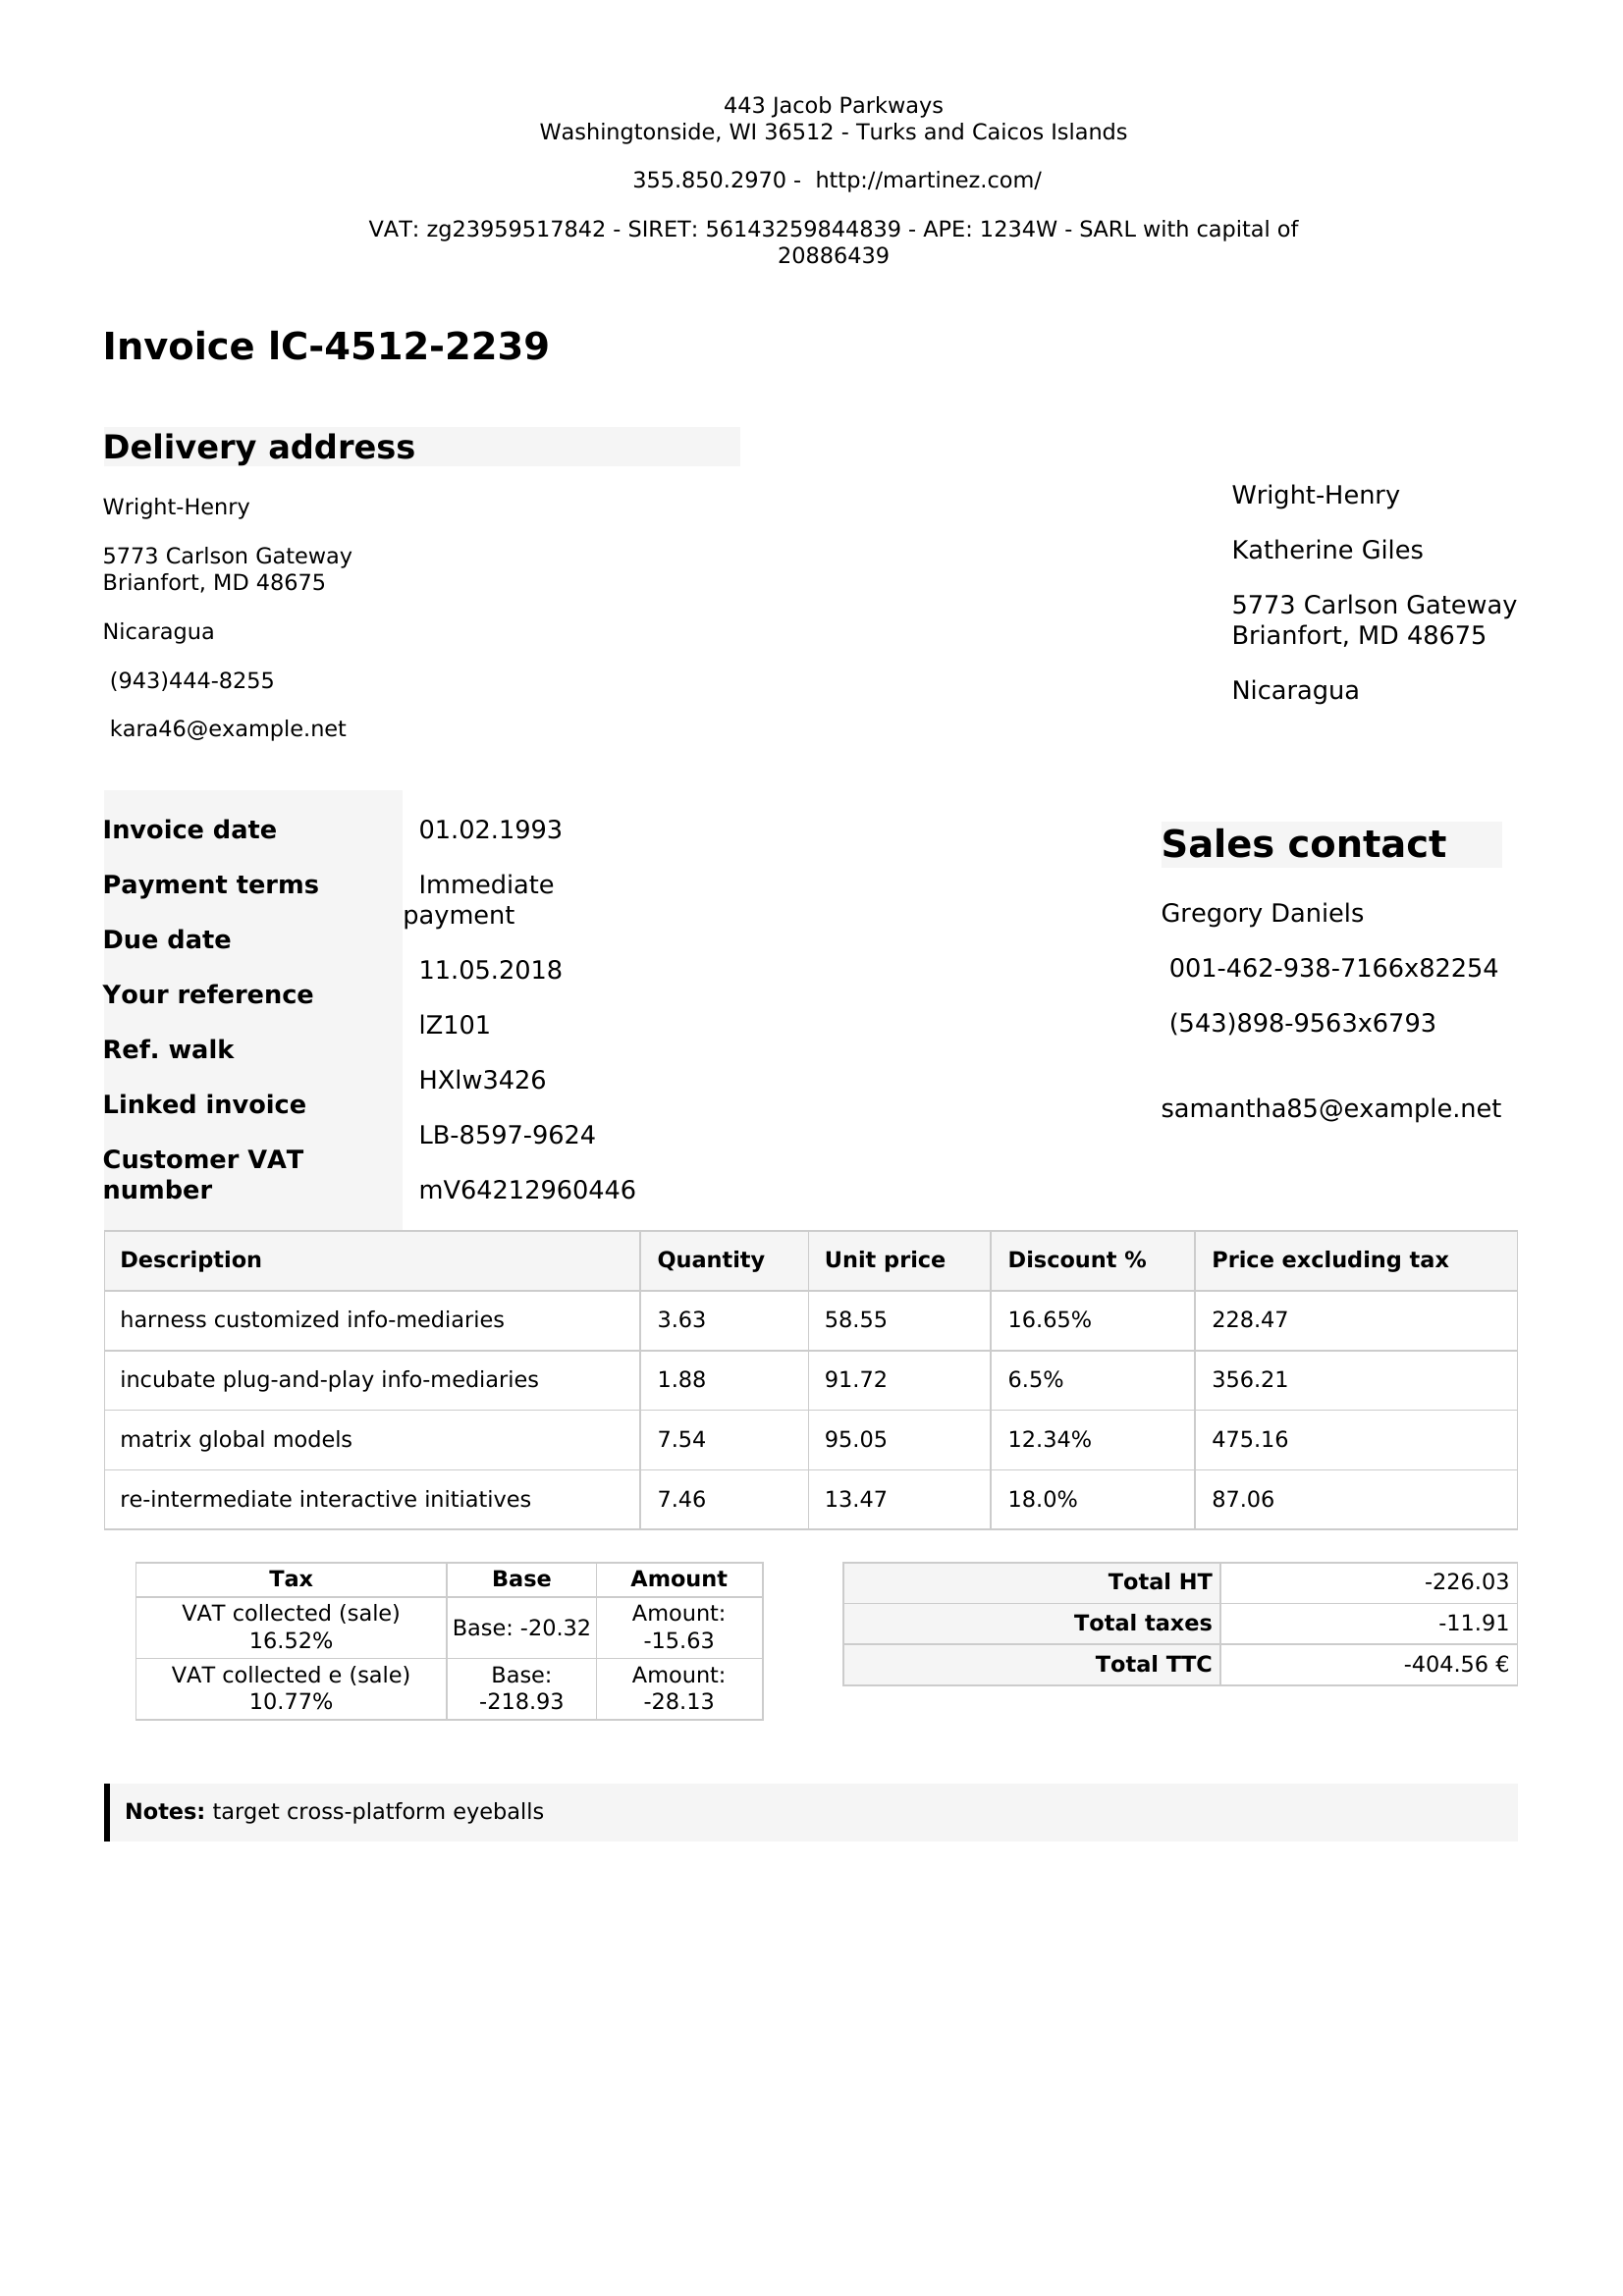 443 Jacob Parkways
Washingtonside, WI 36512 - Turks and Caicos Islands
355.850.2970 -  http://martinez.com/
VAT: zg23959517842 - SIRET: 56143259844839 - APE: 1234W - SARL with capital of
20886439
Invoice lC-4512-2239
Delivery address
Wright-Henry
5773 Carlson Gateway
Brianfort, MD 48675
Nicaragua
(943)444-8255
kara46@example.net
Wright-Henry
Katherine Giles
5773 Carlson Gateway
Brianfort, MD 48675
Nicaragua
Invoice date
Payment terms
Due date
Your reference
Ref. walk
Linked invoice
Customer VAT
number
01.02.1993
Immediate
payment
11.05.2018
lZ101
HXlw3426
LB-8597-9624
mV64212960446
Sales contact
Gregory Daniels
001-462-938-7166x82254
(543)898-9563x6793
samantha85@example.net
Description Quantity Unit price Discount % Price excluding tax
harness customized info-mediaries 3.63 58.55 16.65% 228.47
incubate plug-and-play info-mediaries 1.88 91.72 6.5% 356.21
matrix global models 7.54 95.05 12.34% 475.16
re-intermediate interactive initiatives 7.46 13.47 18.0% 87.06
Tax Base Amount
VAT collected (sale)
16.52%
Base: -20.32
Amount:
-15.63
VAT collected e (sale)
10.77%
Base:
-218.93
Amount:
-28.13
Total HT -226.03
Total taxes -11.91
Total TTC -404.56 €
Notes: target cross-platform eyeballs